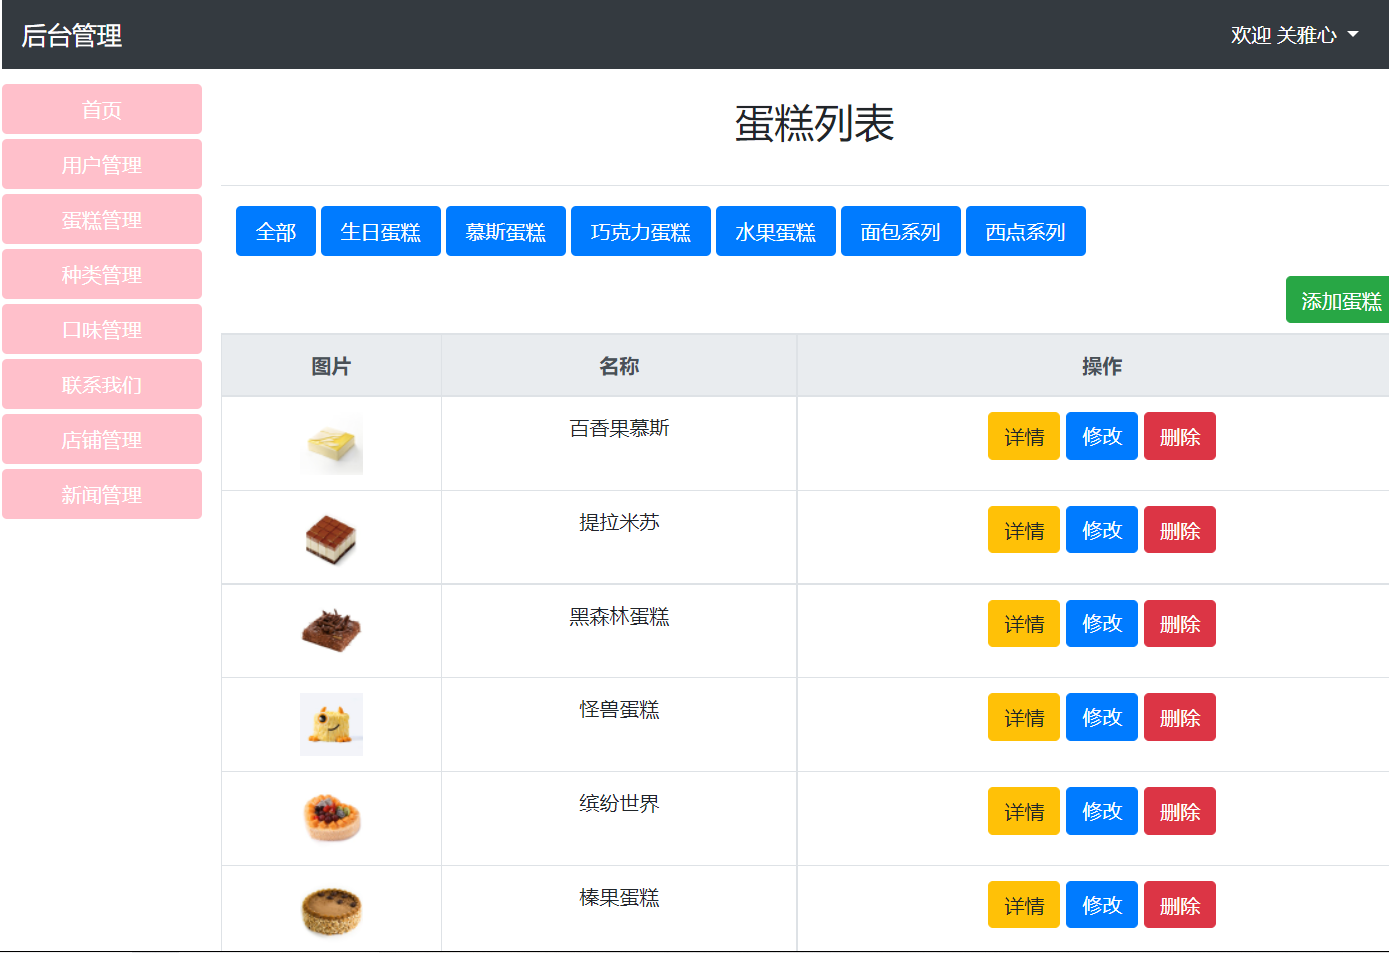 后台管理
欢迎 关雅心
首页
用户管理
蛋糕管理
种类管理
口味管理
联系我们
店铺管理
新闻管理
蛋糕列表
全部 生日蛋糕 慕斯蛋糕 巧克力蛋糕 水果蛋糕 面包系列 西点系列
添加蛋糕
图片 名称 操作
百香果慕斯 详情 修改 删除
提拉米苏 详情 修改 删除
黑森林蛋糕 详情 修改 删除
怪兽蛋糕 详情 修改 删除
缤纷世界 详情 修改 删除
榛果蛋糕 详情 修改 删除